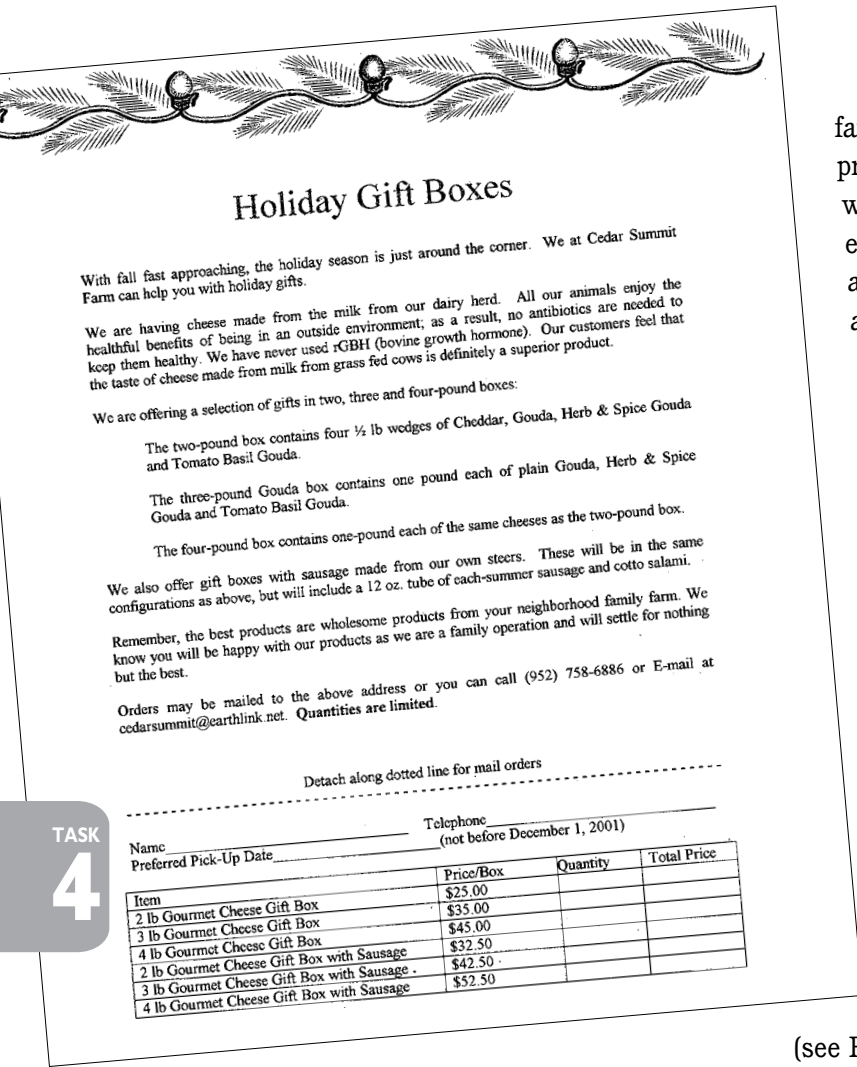 Holiday Gift Boxes
With fall fast approaching, the holiday season is just around the corner. We at Cedar Summit
Farm can help you with holiday gifts.
We are having cheese made from the milk from our dairy herd. All our animals enjoy the
healthful benefits of being in an outside environment; as a result, no antibiotics are needed to
keep them healthy. We have never used rGBH (bovine growth hormone). Our customers feel that
the taste of cheese made from milk from grass fed cows is definitely a superior product.
We are offering a selection of gifts in two, three and four-pound boxes:
The two-pound box contains four ½ lb wedges of Cheddar, Gouda, Herb & Spice Gouda
and Tomato Basil Gouda.
The three-pound Gouda box contains one pound each of plain Gouda, Herb & Spice
Gouda and Tomato Basil Gouda.
The four-pound box contains one-pound each of the same cheeses as the two-pound box.
We also offer gift boxes with sausage made from our own steers. These will be in the same
configurations as above, but will include a 12 oz. tube of each-summer sausage and cotto salami.
Remember, the best products are wholesome products from your neighborhood family farm. We
know you will be happy with our products as we are a family operation and will settle for nothing
but the best.
Orders may be mailed to the above address or you can call (952) 758-6886 or E-mail at
cedarsummit@earthlink.net. Quantities are limited.
Detach along dotted line for mail orders
Name Telephone
Preferred Pick-Up Date (not before December 1, 2001)
Item Price/Box Quantity Total Price
2 lb Gourmet Cheese Gift Box $25.00
3 lb Gourmet Cheese Gift Box $35.00
4 lb Gourmet Cheese Gift Box $45.00
2 lb Gourmet Cheese Gift Box with Sausage $32.50
3 lb Gourmet Cheese Gift Box with Sausage $42.50
4 lb Gourmet Cheese Gift Box with Sausage $52.50
TASK
4
(see